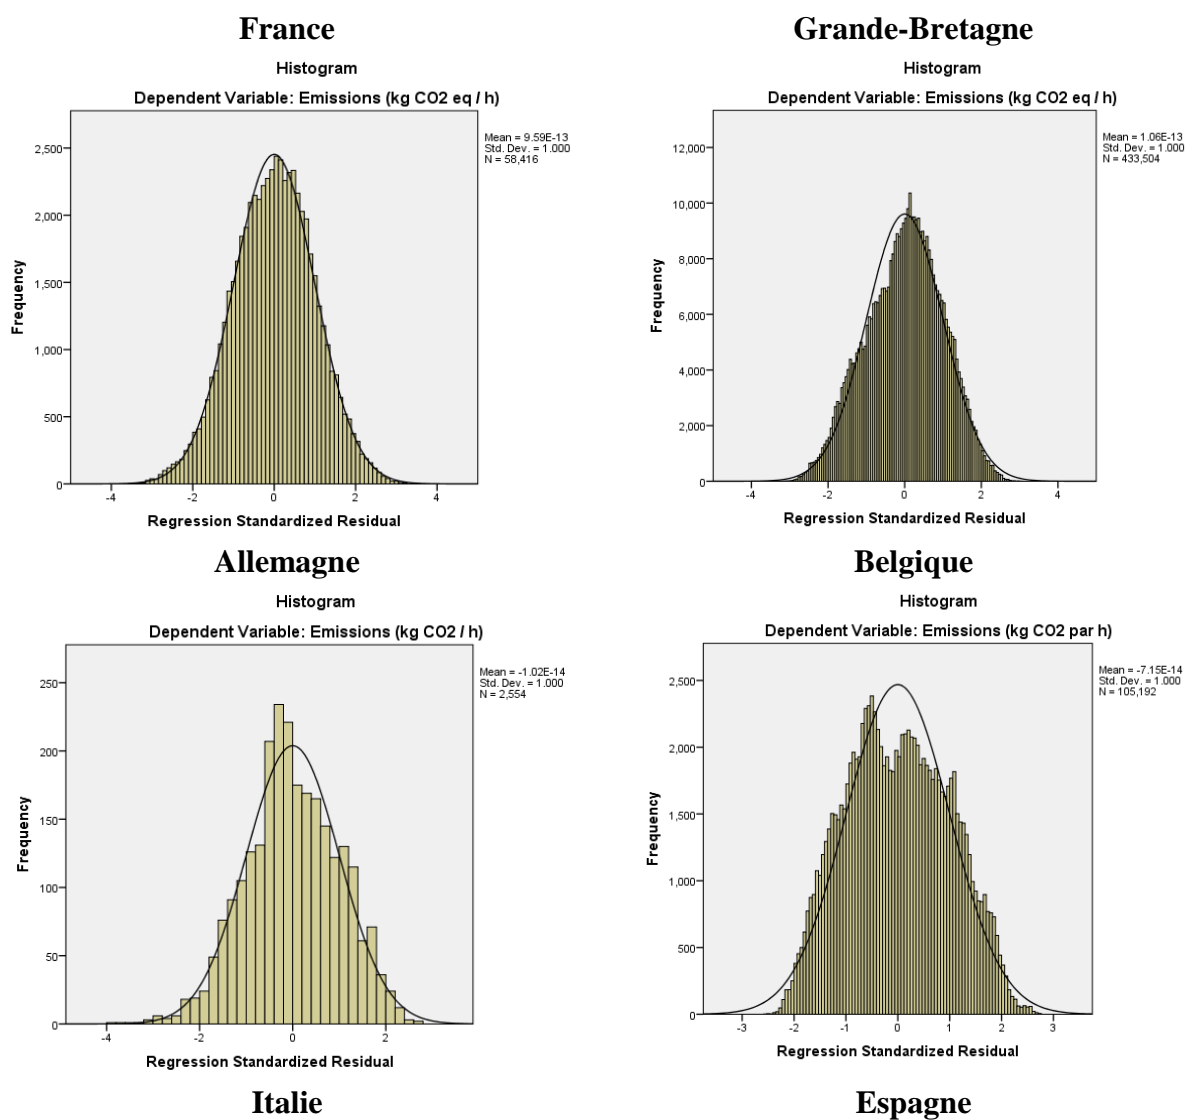 France
Histogram
Dependent Variable: Emissions (kg CO2 eq / h)
Mean = 9.59E-13
Std. Dev. = 1.000
N = 58,416
Frequency
2,500
2,000
1,500
1,000
500
0
-4 -2 0 2 4
Regression Standardized Residual
Grande-Bretagne
Histogram
Dependent Variable: Emissions (kg CO2 eq / h)
Mean = 1.06E-13
Std. Dev. = 1.000
N = 433,504
Frequency
12,000
10,000
8,000
6,000
4,000
2,000
0
-4 -2 0 2 4
Regression Standardized Residual
Allemagne
Histogram
Dependent Variable: Emissions (kg CO2 / h)
Mean = -1.02E-14
Std. Dev. = 1.000
N = 2,554
Frequency
250
200
150
100
50
0
-4 -2 0 2
Regression Standardized Residual
Belgique
Histogram
Dependent Variable: Emissions (kg CO2 par h)
Mean = -7.15E-14
Std. Dev. = 1.000
N = 105,192
Frequency
2,500
2,000
1,500
1,000
500
0
-3 -2 -1 0 1 2 3
Regression Standardized Residual
Italie
Espagne